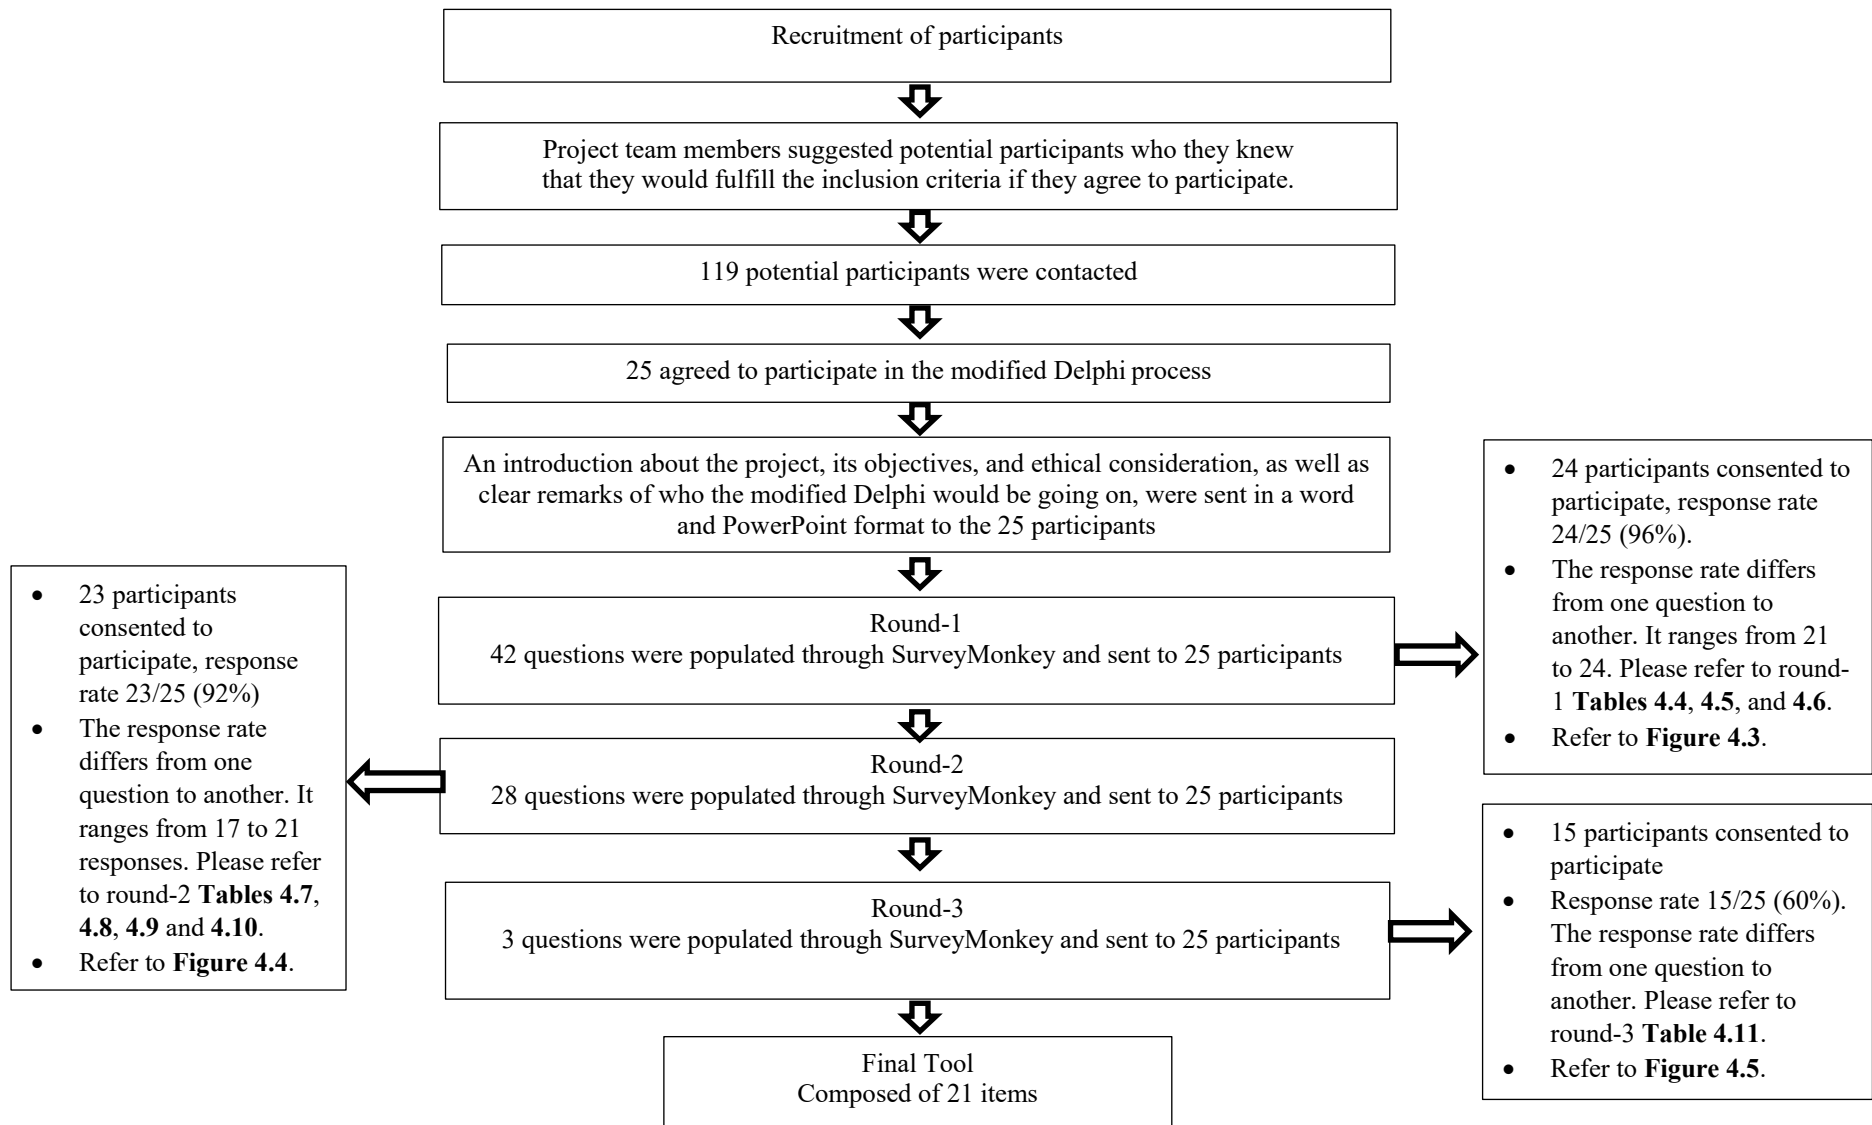 Recruitment of participants
Project team members suggested potential participants who they knew
that they would fulfill the inclusion criteria if they agree to participate.
119 potential participants were contacted
25 agreed to participate in the modified Delphi process
An introduction about the project, its objectives, and ethical consideration, as well as
clear remarks of who the modified Delphi would be going on, were sent in a word
and PowerPoint format to the 25 participants
Round-1
42 questions were populated through SurveyMonkey and sent to 25 participants
• 24 participants consented to
participate, response rate
24/25 (96%).
• The response rate differs
from one question to
another. It ranges from 21
to 24. Please refer to round-
1 Tables 4.4, 4.5, and 4.6.
• Refer to Figure 4.3.
Round-2
28 questions were populated through SurveyMonkey and sent to 25 participants
• 23 participants
consented to
participate, response
rate 23/25 (92%)
• The response rate
differs from one
question to another. It
ranges from 17 to 21
responses. Please refer
to round-2 Tables 4.7,
4.8, 4.9 and 4.10.
• Refer to Figure 4.4.
Round-3
3 questions were populated through SurveyMonkey and sent to 25 participants
• 15 participants consented to
participate
• Response rate 15/25 (60%).
The response rate differs
from one question to
another. Please refer to
round-3 Table 4.11.
• Refer to Figure 4.5.
Final Tool
Composed of 21 items